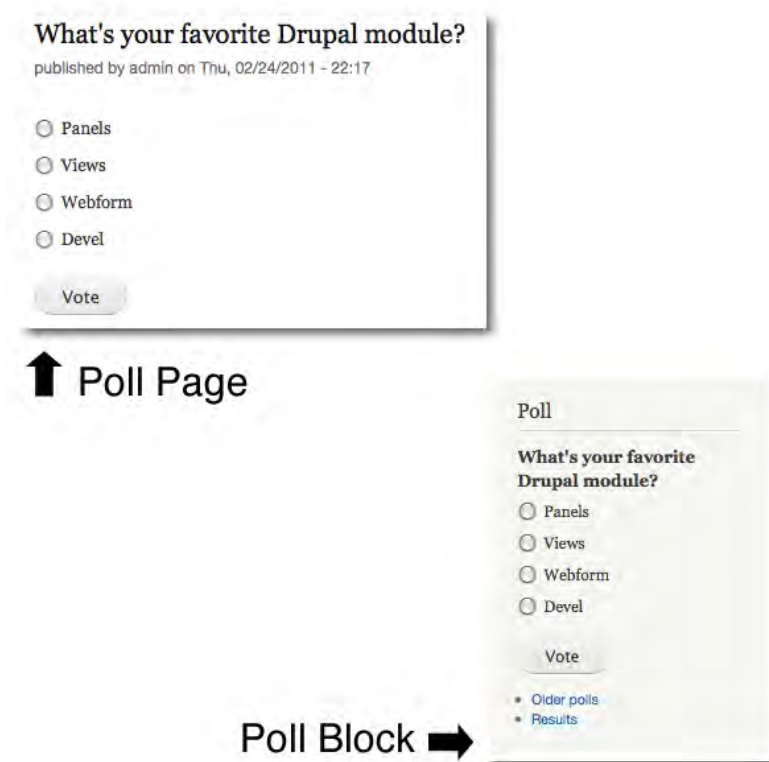 What's your favorite Drupal module?
published by admin on Thu, 02/24/2011 - 22:17
Panels
Views
Webform
Devel
Vote
Poll Page
Poll
What's your favorite
Drupal module?
Panels
Views
Webform
Devel
Vote
Older polls
Results
Poll Block